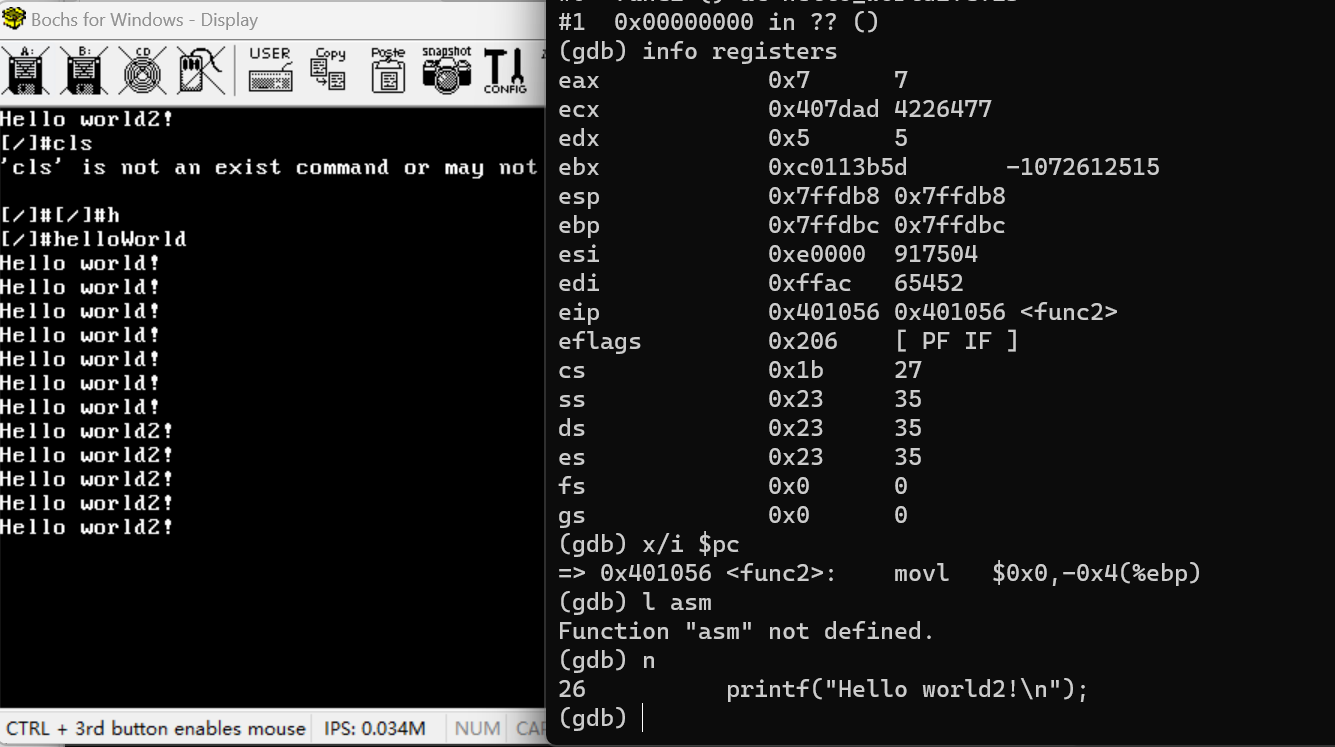 Bochs for Windows - Display
A:
B:
CD
USER
Copy
Paste
snapshot
CONFIG
Hello world2!
[/]#cls
'cls' is not an exist command or may not
[/]#[/]#h
[/]#helloWorld
Hello world!
Hello world!
Hello world!
Hello world!
Hello world!
Hello world!
Hello world!
Hello world2!
Hello world2!
Hello world2!
Hello world2!
Hello world2!
CTRL + 3rd button enables mouse IPS: 0.034M NUM CAP
#1  0x00000000 in ?? ()
(gdb) info registers
eax 0x7 7
ecx 0x407dad 4226477
edx 0x5 5
ebx 0xc0113b5d -1072612515
esp 0x7ffdb8 0x7ffdb8
ebp 0x7ffdbc 0x7ffdbc
esi 0xe0000 917504
edi 0xffac 65452
eip 0x401056 0x401056 <func2>
eflags 0x206 [ PF IF ]
cs 0x1b 27
ss 0x23 35
ds 0x23 35
es 0x23 35
fs 0x0 0
gs 0x0 0
(gdb) x/i $pc
=> 0x401056 <func2>: movl $0x0,-0x4(%ebp)
(gdb) l asm
Function "asm" not defined.
(gdb) n
26 printf("Hello world2!\n");
(gdb)